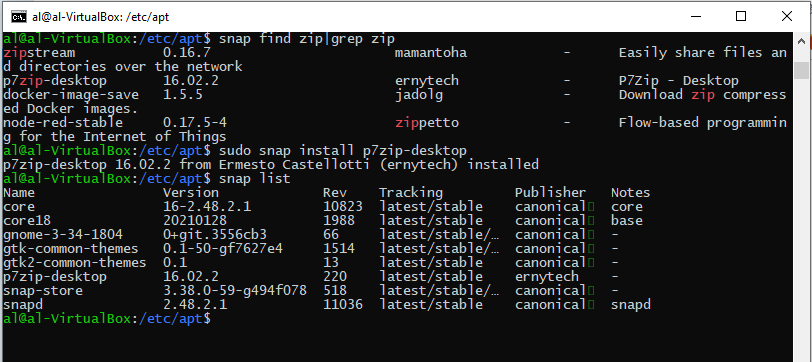 al@al-VirtualBox: /etc/apt
al@al-VirtualBox:/etc/apt$ snap find zip|grep zip
zipstream 0.16.7 mamantoha - Easily share files an
d directories over the network
p7zip-desktop 16.02.2 ernytech - P7Zip - Desktop
docker-image-save 1.5.5 jadolg - Download zip compress
ed Docker images.
node-red-stable 0.17.5-4 zippetto - Flow-based programmin
g for the Internet of Things
al@al-VirtualBox:/etc/apt$ sudo snap install p7zip-desktop
p7zip-desktop 16.02.2 from Ermesto Castellotti (ernytech) installed
al@al-VirtualBox:/etc/apt$ snap list
Name Version Rev Tracking Publisher Notes
core 16-2.48.2.1 10823 latest/stable canonical core
core18 20210128 1988 latest/stable canonical base
gnome-3-34-1804 0+git.3556cb3 66 latest/stable/… canonical -
gtk-common-themes 0.1-50-gf7627e4 1514 latest/stable/… canonical -
gtk2-common-themes 0.1 13 latest/stable canonical -
p7zip-desktop 16.02.2 220 latest/stable ernytech -
snap-store 3.38.0-59-g494f078 518 latest/stable/… canonical -
snapd 2.48.2.1 11036 latest/stable canonical snapd
al@al-VirtualBox:/etc/apt$